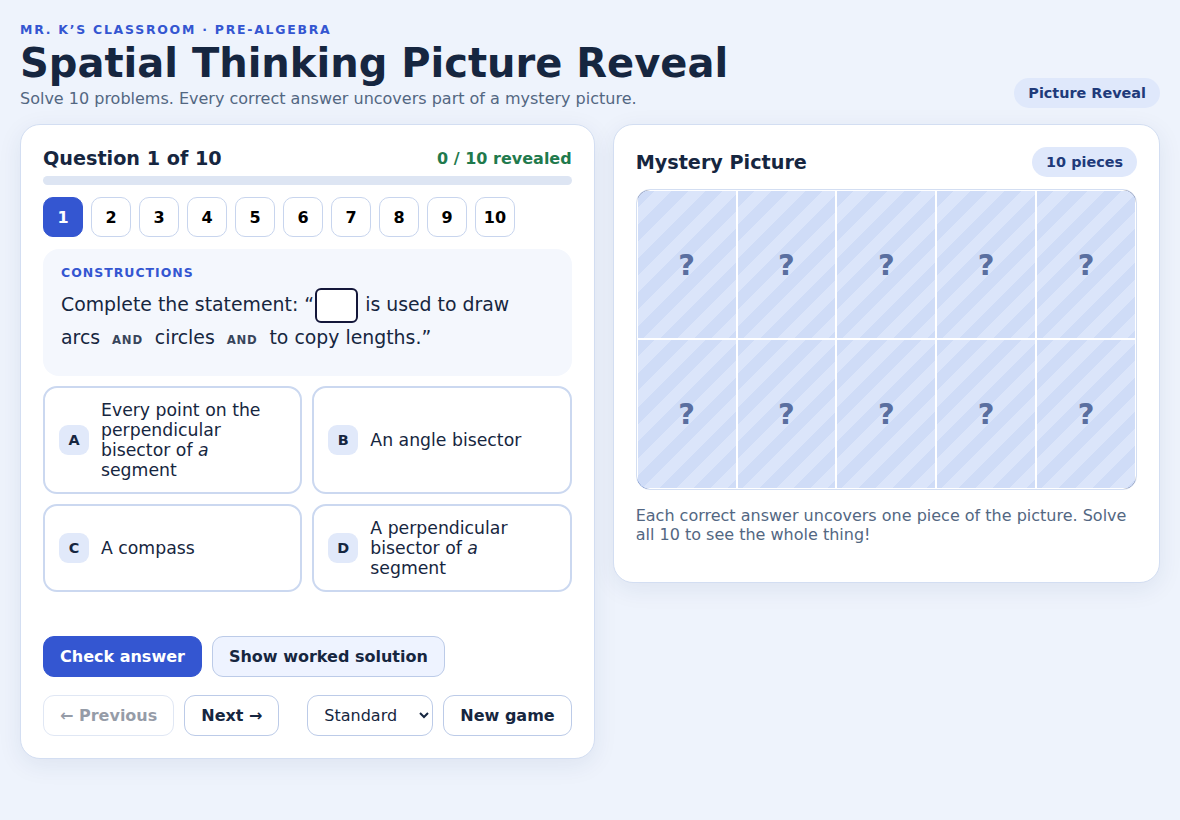 MR. K’S CLASSROOM · PRE-ALGEBRA
Spatial Thinking Picture Reveal
Solve 10 problems. Every correct answer uncovers part of a mystery picture.
Picture Reveal
Question 1 of 10
0 / 10 revealed
1 2 3 4 5 6 7 8 9 10
CONSTRUCTIONS
Complete the statement: “ is used to draw
arcs AND circles AND to copy lengths.”
A
Every point on the
perpendicular
bisector of a
segment
B
An angle bisector
C
A compass
D
A perpendicular
bisector of a
segment
Check answer
Show worked solution
← Previous
Next →
Standard
New game
Mystery Picture
10 pieces
? ? ? ? ?
? ? ? ? ?
Each correct answer uncovers one piece of the picture. Solve
all 10 to see the whole thing!